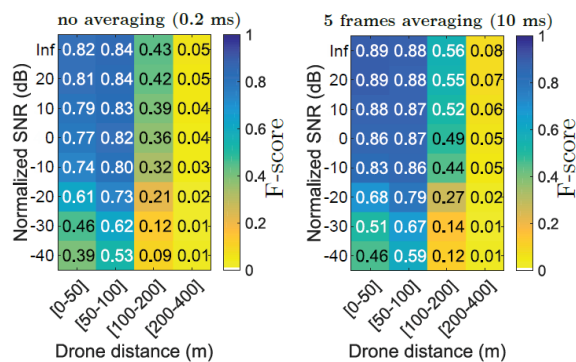 no averaging (0.2 ms)
Normalized SNR (dB)
Inf 0.82 0.84 0.43 0.05
20 0.81 0.84 0.42 0.05
10 0.79 0.83 0.39 0.04
0 0.77 0.82 0.36 0.04
-10 0.74 0.80 0.32 0.03
-20 0.61 0.73 0.21 0.02
-30 0.46 0.62 0.12 0.01
-40 0.39 0.53 0.09 0.01
[0-50] [50-100] [100-200] [200-400]
Drone distance (m)
1
0.8
0.6
0.4
0.2
0
F-score
5 frames averaging (10 ms)
Normalized SNR (dB)
Inf 0.89 0.88 0.56 0.08
20 0.89 0.88 0.55 0.07
10 0.88 0.87 0.52 0.06
0 0.86 0.87 0.49 0.05
-10 0.83 0.86 0.44 0.05
-20 0.68 0.79 0.27 0.02
-30 0.51 0.67 0.14 0.01
-40 0.46 0.59 0.12 0.01
[0-50] [50-100] [100-200] [200-400]
Drone distance (m)
1
0.8
0.6
0.4
0.2
0
F-score